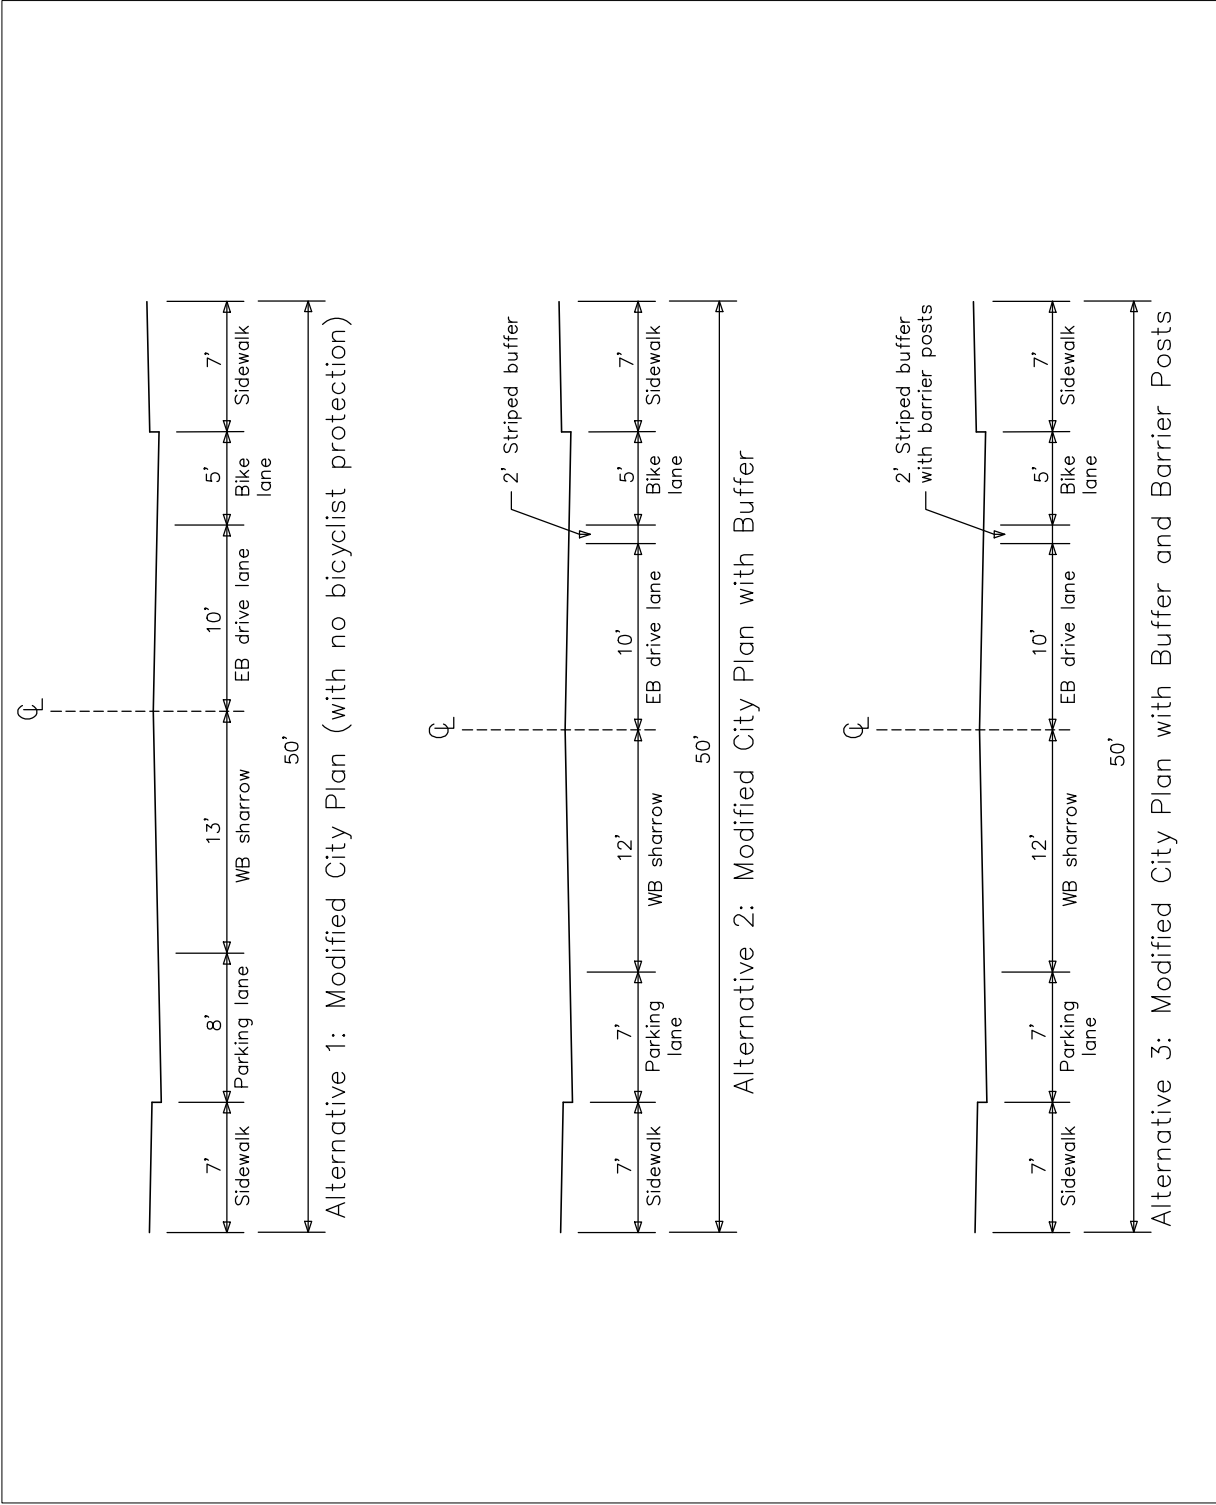 ℄
7'
8'
13'
10'
5'
7'
Sidewalk
Parking lane
WB sharrow
EB drive lane
Bike
lane
Sidewalk
50'
Alternative 1: Modified City Plan (with no bicyclist protection)
℄
2' Striped buffer
7'
7'
12'
10'
5'
7'
Sidewalk
Parking
lane
WB sharrow
EB drive lane
Bike
lane
Sidewalk
50'
Alternative 2: Modified City Plan with Buffer
℄
2' Striped buffer
with barrier posts
7'
7'
12'
10'
5'
7'
Sidewalk
Parking
lane
WB sharrow
EB drive lane
Bike
lane
Sidewalk
50'
Alternative 3: Modified City Plan with Buffer and Barrier Posts